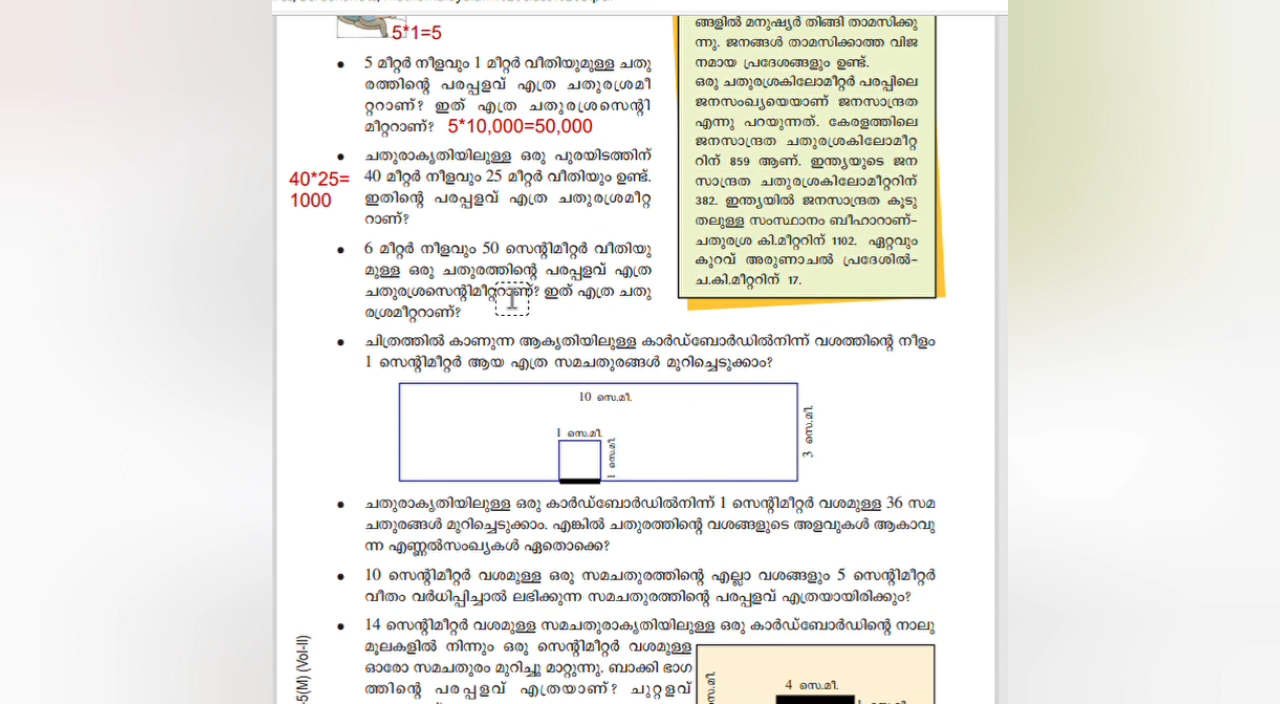 5*1=5
5 മീറ്റർ നീളവും 1 മീറ്റർ വീതിയുമുള്ള ചതു
രത്തിന്റെ പരപ്പളവ് എത്ര ചതുരശ്രമീ
റ്ററാണ്? ഇത് എത്ര ചതുരശ്രസെന്റി
മീറ്ററാണ്? 5*10,000=50,000
ചതുരാകൃതിയിലുള്ള ഒരു പുരയിടത്തിന്
40*25=
1000
40 മീറ്റർ നീളവും 25 മീറ്റർ വീതിയും ഉണ്ട്.
ഇതിന്റെ പരപ്പളവ് എത്ര ചതുരശ്രമീറ്റ
റാണ്?
6 മീറ്റർ നീളവും 50 സെന്റിമീറ്റർ വീതിയു
മുള്ള ഒരു ചതുരത്തിന്റെ പരപ്പളവ് എത്ര
ചതുരശ്രസെന്റിമീറ്ററാണ്? ഇത് എത്ര ചതു
രശ്രമീറ്ററാണ്?
ങ്ങളിൽ മനുഷ്യർ തിങ്ങി താമസിക്കു
ന്നു. ജനങ്ങൾ താമസിക്കാത്ത വിജ
നമായ പ്രദേശങ്ങളും ഉണ്ട്.
ഒരു ചതുരശ്രകിലോമീറ്റർ പരപ്പിലെ
ജനസംഖ്യയെയാണ് ജനസാന്ദ്രത
എന്നു പറയുന്നത്. കേരളത്തിലെ
ജനസാന്ദ്രത ചതുരശ്രകിലോമീറ്റ
റിന് 859 ആണ്. ഇന്ത്യയുടെ ജന
സാന്ദ്രത ചതുരശ്രകിലോമീറ്ററിന്
382. ഇന്ത്യയിൽ ജനസാന്ദ്രത കൂടു
തലുള്ള സംസ്ഥാനം ബീഹാറാണ്-
ചതുരശ്ര കി.മീറ്ററിന് 1102. ഏറ്റവും
കുറവ് അരുണാചൽ പ്രദേശിൽ-
ച.കി.മീറ്ററിന് 17.
ചിത്രത്തിൽ കാണുന്ന ആകൃതിയിലുള്ള കാർഡ്ബോർഡിൽനിന്ന് വശത്തിന്റെ നീളം
1 സെന്റിമീറ്റർ ആയ എത്ര സമചതുരങ്ങൾ മുറിച്ചെടുക്കാം?
10 സെ.മീ.
1 സെ.മീ.
1 സെ.മീ.
3 സെ.മീ.
ചതുരാകൃതിയിലുള്ള ഒരു കാർഡ്ബോർഡിൽനിന്ന് 1 സെന്റിമീറ്റർ വശമുള്ള 36 സമ
ചതുരങ്ങൾ മുറിച്ചെടുക്കാം. എങ്കിൽ ചതുരത്തിന്റെ വശങ്ങളുടെ അളവുകൾ ആകാവു
ന്ന എണ്ണൽസംഖ്യകൾ ഏതൊക്കെ?
10 സെന്റിമീറ്റർ വശമുള്ള ഒരു സമചതുരത്തിന്റെ എല്ലാ വശങ്ങളും 5 സെന്റിമീറ്റർ
വീതം വർധിപ്പിച്ചാൽ ലഭിക്കുന്ന സമചതുരത്തിന്റെ പരപ്പളവ് എത്രയായിരിക്കും?
14 സെന്റിമീറ്റർ വശമുള്ള സമചതുരാകൃതിയിലുള്ള ഒരു കാർഡ്ബോർഡിന്റെ നാലു
മൂലകളിൽ നിന്നും ഒരു സെന്റിമീറ്റർ വശമുള്ള
ഓരോ സമചതുരം മുറിച്ചു മാറ്റുന്നു. ബാക്കി ഭാഗ
ത്തിന്റെ പരപ്പളവ് എത്രയാണ്? ചുറ്റളവ്
4 സെ.മീ.
സെ.മീ.
-5(M) (Vol-II)